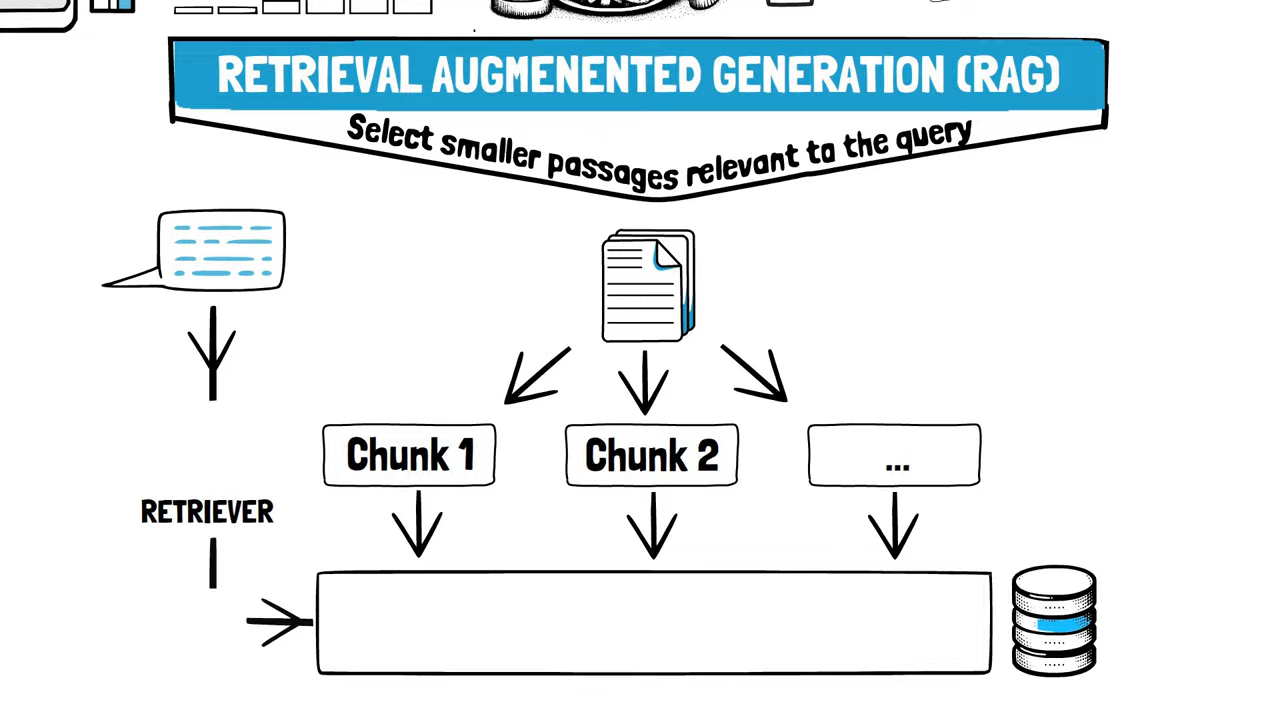 RETRIEVAL AUGMENENTED GENERATION (RAG)
Select smaller passages relevant to the query
Chunk 1
Chunk 2
...
RETRIEVER